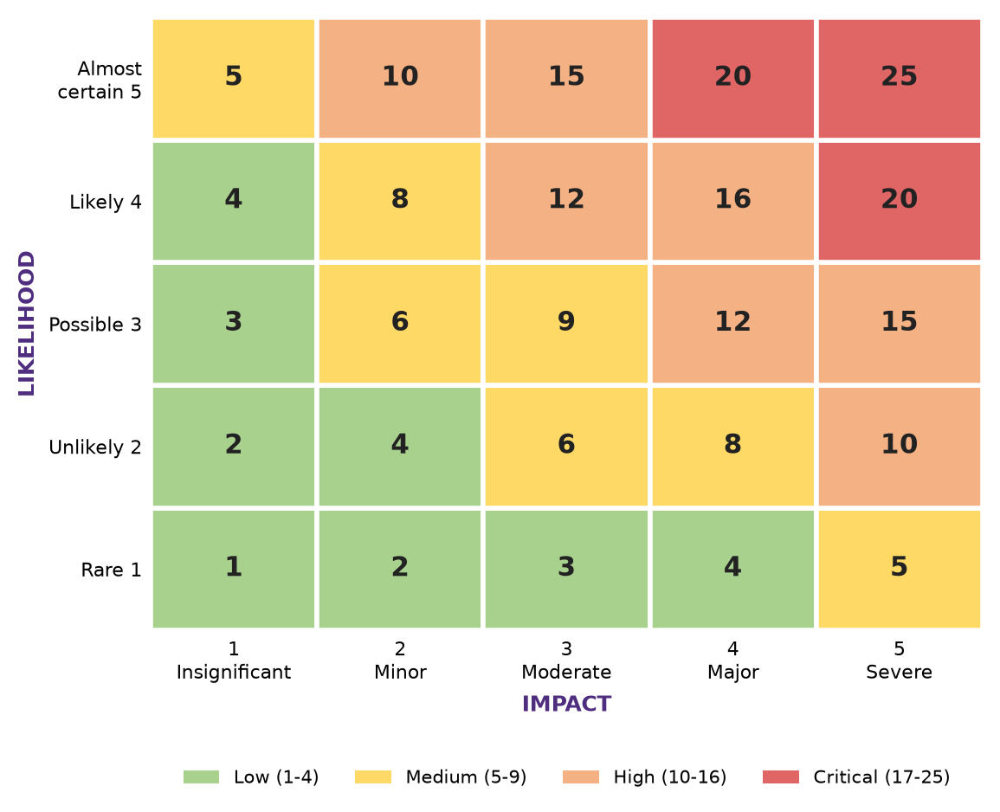 Almost
certain 5
5 10 15 20 25
Likely 4
4 8 12 16 20
LIKELIHOOD
Possible 3
3 6 9 12 15
Unlikely 2
2 4 6 8 10
Rare 1
1 2 3 4 5
1 2 3 4 5
Insignificant Minor Moderate Major Severe
IMPACT
Low (1-4) Medium (5-9) High (10-16) Critical (17-25)